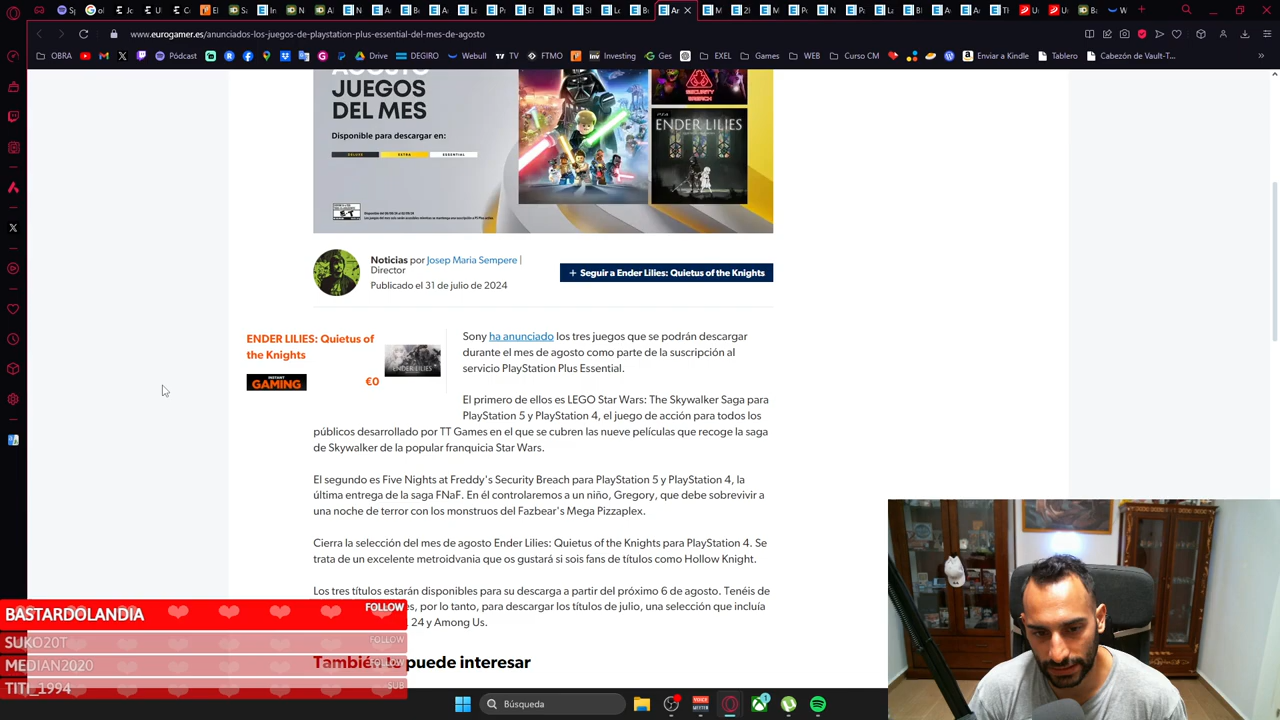 www.eurogamer.es/anunciados-los-juegos-de-playstation-plus-essential-del-mes-de-agosto
OBRA
Pódcast
Drive
DEGIRO
Webull
TV
FTMO
Investing
Ges
EXEL
Games
WEB
Curso CM
Enviar a Kindle
Tablero
Cabezón de Vault-T...
AGOSTO
JUEGOS
DEL MES
Disponible para descargar en:
DELUXE EXTRA ESSENTIAL
SECURITY
BREACH
ENDER LILIES
Noticias por Josep Maria Sempere |
Director
Publicado el 31 de julio de 2024
+ Seguir a Ender Lilies: Quietus of the Knights
ENDER LILIES: Quietus of
the Knights
ENDER LILIES
INSTANT
GAMING
€0
Sony ha anunciado los tres juegos que se podrán descargar
durante el mes de agosto como parte de la suscripción al
servicio PlayStation Plus Essential.
El primero de ellos es LEGO Star Wars: The Skywalker Saga para
PlayStation 5 y PlayStation 4, el juego de acción para todos los
públicos desarrollado por TT Games en el que se cubren las nueve películas que recoge la saga
de Skywalker de la popular franquicia Star Wars.
El segundo es Five Nights at Freddy's Security Breach para PlayStation 5 y PlayStation 4, la
última entrega de la saga FNaF. En él controlaremos a un niño, Gregory, que debe sobrevivir a
una noche de terror con los monstruos del Fazbear's Mega Pizzaplex.
Cierra la selección del mes de agosto Ender Lilies: Quietus of the Knights para PlayStation 4. Se
trata de un excelente metroidvania que os gustará si sois fans de títulos como Hollow Knight.
Los tres títulos estarán disponibles para su descarga a partir del próximo 6 de agosto. Tenéis de
es, por lo tanto, para descargar los títulos de julio, una selección que incluía
24 y Among Us.
También te puede interesar
BASTARDOLANDIA FOLLOW
SUKO20T FOLLOW
MEDIAN2020 FOLLOW
TITI_1994 SUB
Búsqueda